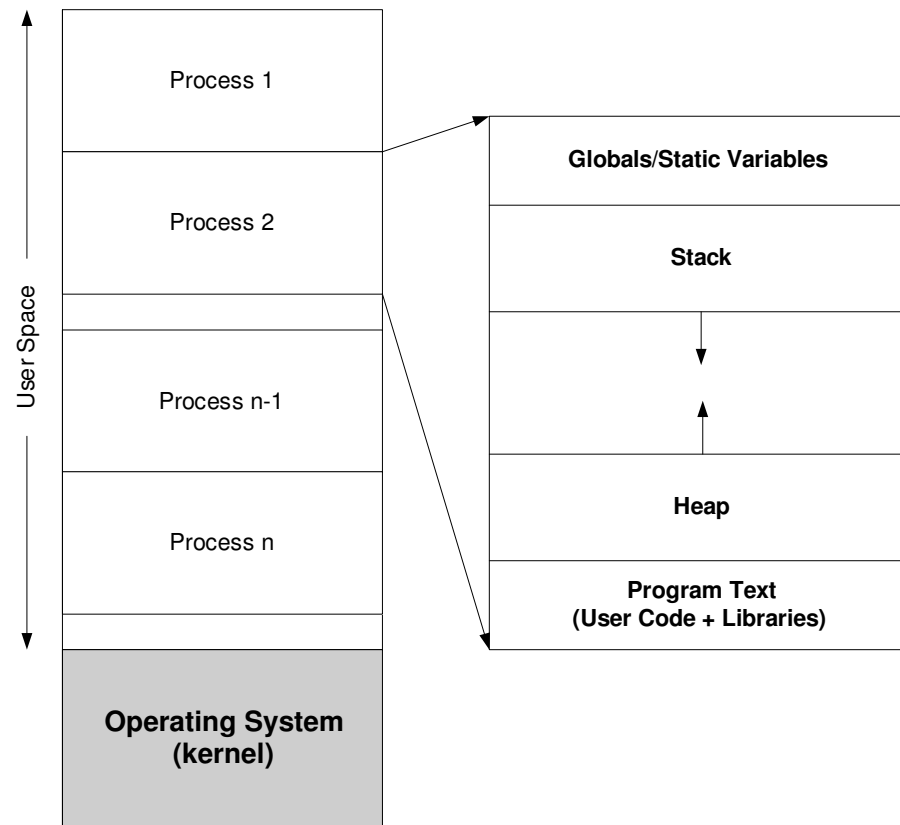 User Space
Process 1
Process 2
Process n-1
Process n
Operating System
(kernel)
Globals/Static Variables
Stack
Heap
Program Text
(User Code + Libraries)